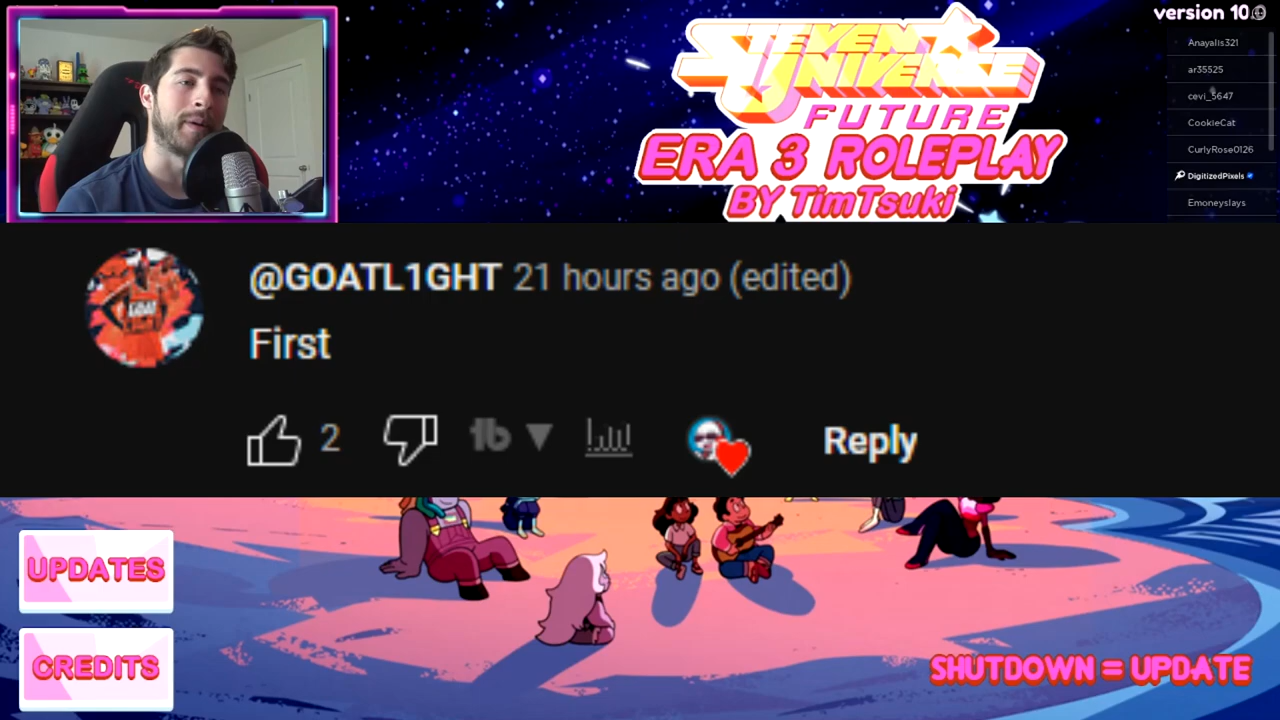 version 10
STEVEN
UNIVERSE
FUTURE
ERA 3 ROLEPLAY
BY TimTsuki
Anayalls321
ar35525
cevi_5647
CookieCat
CurlyRose0126
DigitizedPixels
Emoneyslays
@GOATL1GHT 21 hours ago (edited)
First
2
Reply
UPDATES
CREDITS
SHUTDOWN = UPDATE